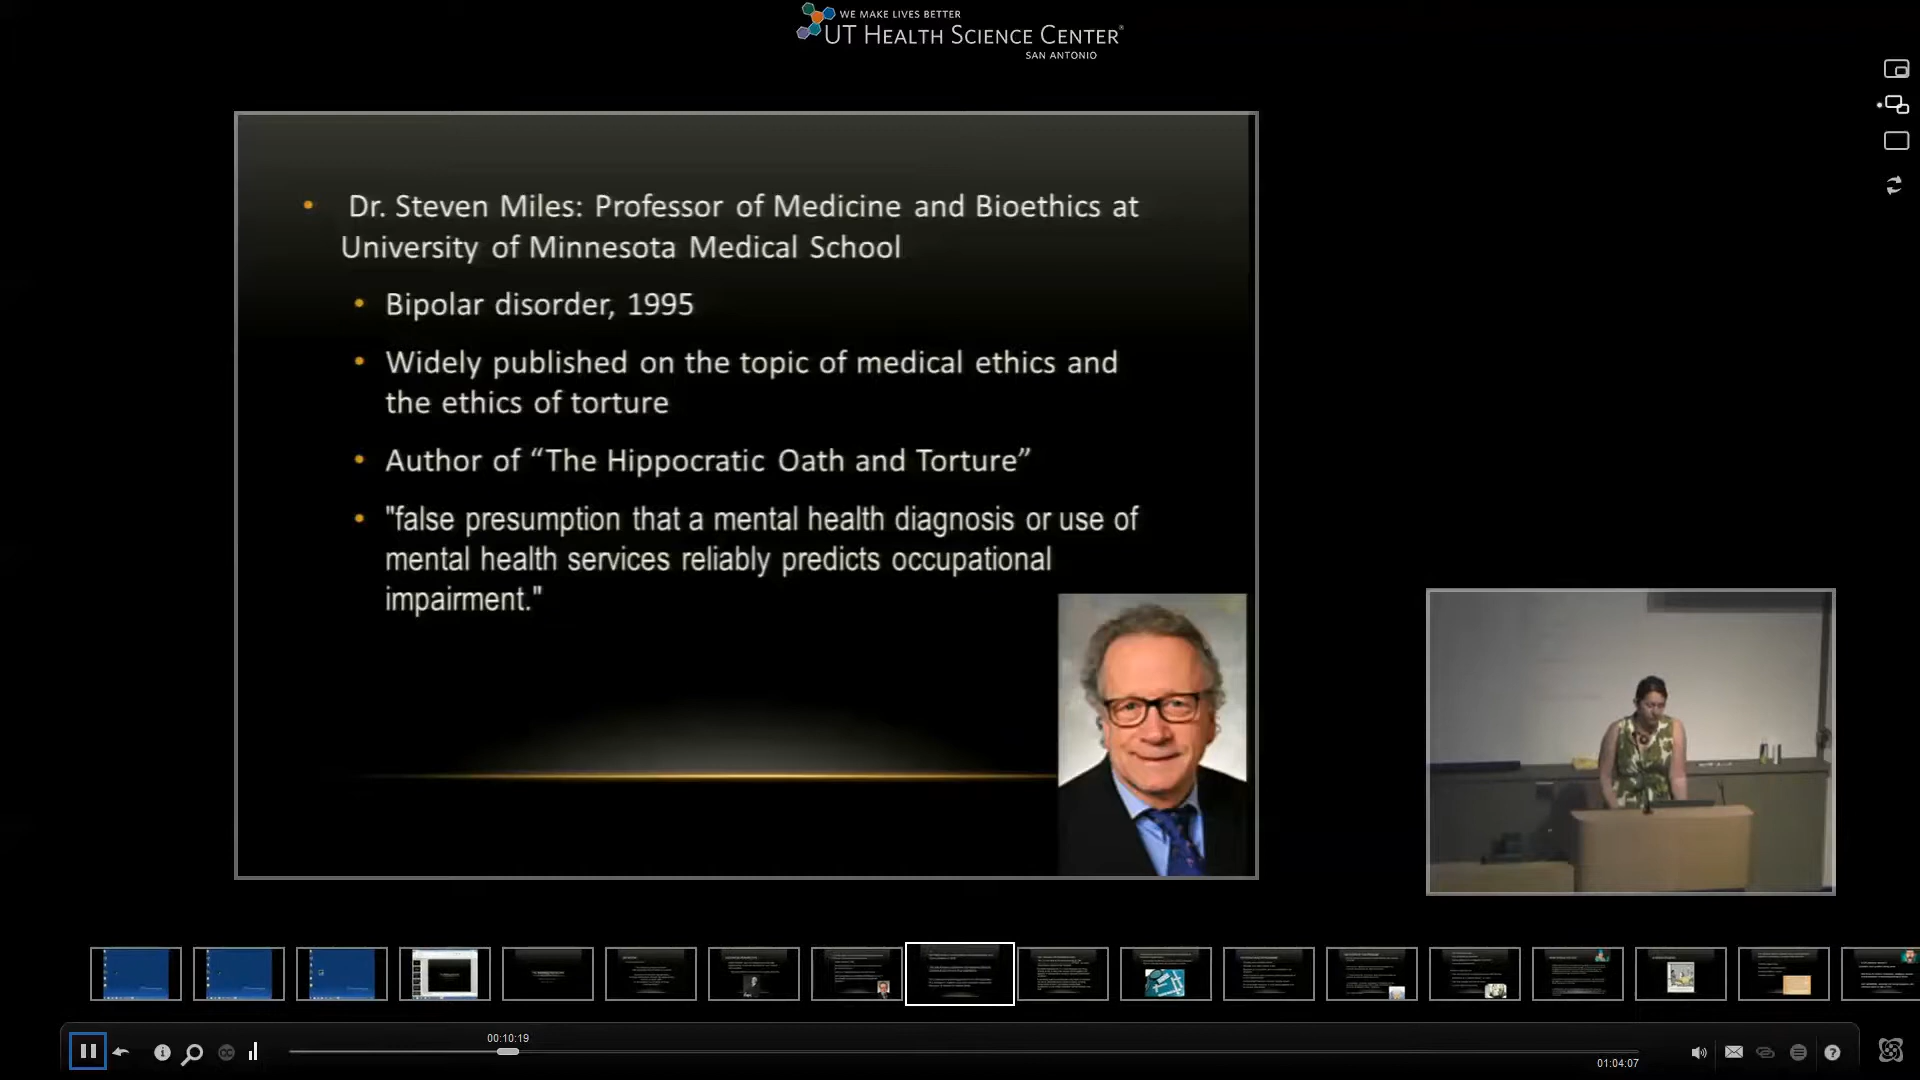 WE MAKE LIVES BETTER
UT HEALTH SCIENCE CENTER®
SAN ANTONIO
• Dr. Steven Miles: Professor of Medicine and Bioethics at
University of Minnesota Medical School
• Bipolar disorder, 1995
• Widely published on the topic of medical ethics and
the ethics of torture
• Author of “The Hippocratic Oath and Torture”
• "false presumption that a mental health diagnosis or use of
mental health services reliably predicts occupational
impairment."
00:10:19
01:04:07